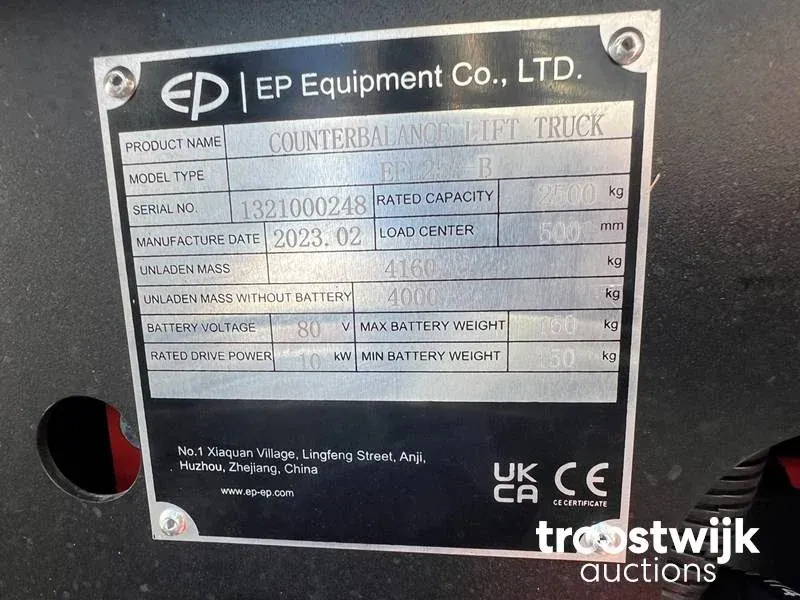 EP | EP Equipment Co., LTD.
PRODUCT NAME COUNTERBALANCE LIFT TRUCK
MODEL TYPE
SERIAL NO. 1321000248 RATED CAPACITY 2500 kg
MANUFACTURE DATE 2023.02 LOAD CENTER 500 mm
UNLADEN MASS 4160 kg
UNLADEN MASS WITHOUT BATTERY 4000 kg
BATTERY VOLTAGE 80 V MAX BATTERY WEIGHT 160 kg
RATED DRIVE POWER 10 kW MIN BATTERY WEIGHT 150 kg
No.1 Xiaquan Village, Lingfeng Street, Anji,
Huzhou, Zhejiang, China
www.ep-ep.com
UK
CA CE
CE CERTIFICATE
troostwijk
auctions